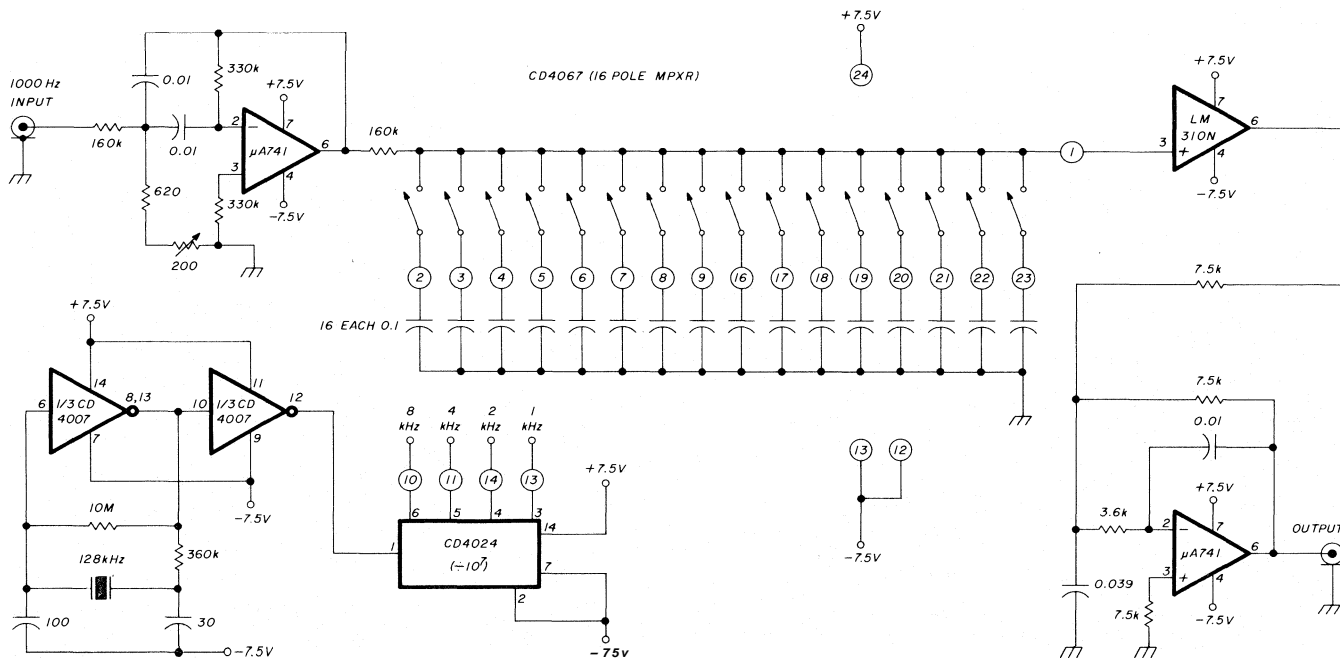 1000 Hz
INPUT
160k
0.01
0.01
330k
+7.5V
2
-
7
μA741
6
3
4
330k
-7.5V
620
200
160k
CD4067 (16 POLE MPXR)
+7.5V
24
1
+7.5V
7
LM
310N
6
3
+
4
-7.5V
2
3
4
5
6
7
8
9
16
17
18
19
20
21
22
23
16 EACH 0.1
+7.5V
14
6
1/3 CD
4007
8,13
7
10
11
1/3 CD
4007
12
9
-7.5V
10M
360k
128kHz
100
30
-7.5V
8
kHz
4
kHz
2
kHz
1
kHz
10
11
14
13
6
5
4
3
+7.5V
14
1
CD4024
(÷10⁷)
7
2
-75v
13
12
-7.5V
7.5k
7.5k
0.01
+7.5V
3.6k
2
-
7
μA741
6
OUTPUT
3
+
4
0.039
7.5k
-7.5V